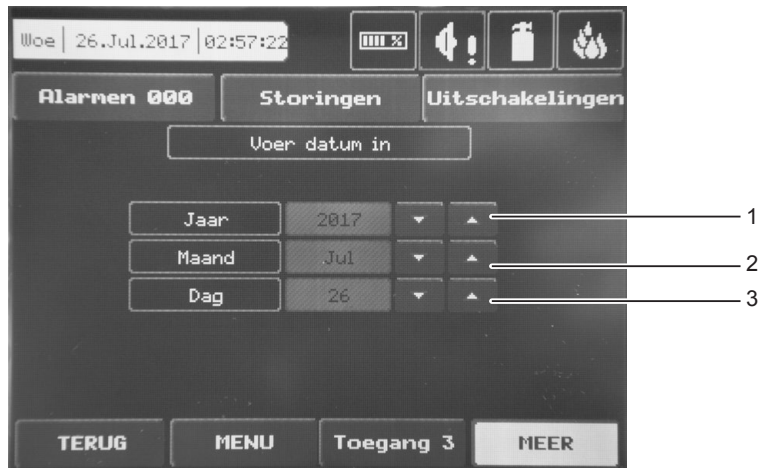 Woe 26.Jul.2017 02:57:22 %
Alarmen 000 Storingen Uitschakelingen
Voer datum in
Jaar 2017 1
Maand Jul 2
Dag 26 3
TERUG MENU Toegang 3 MEER